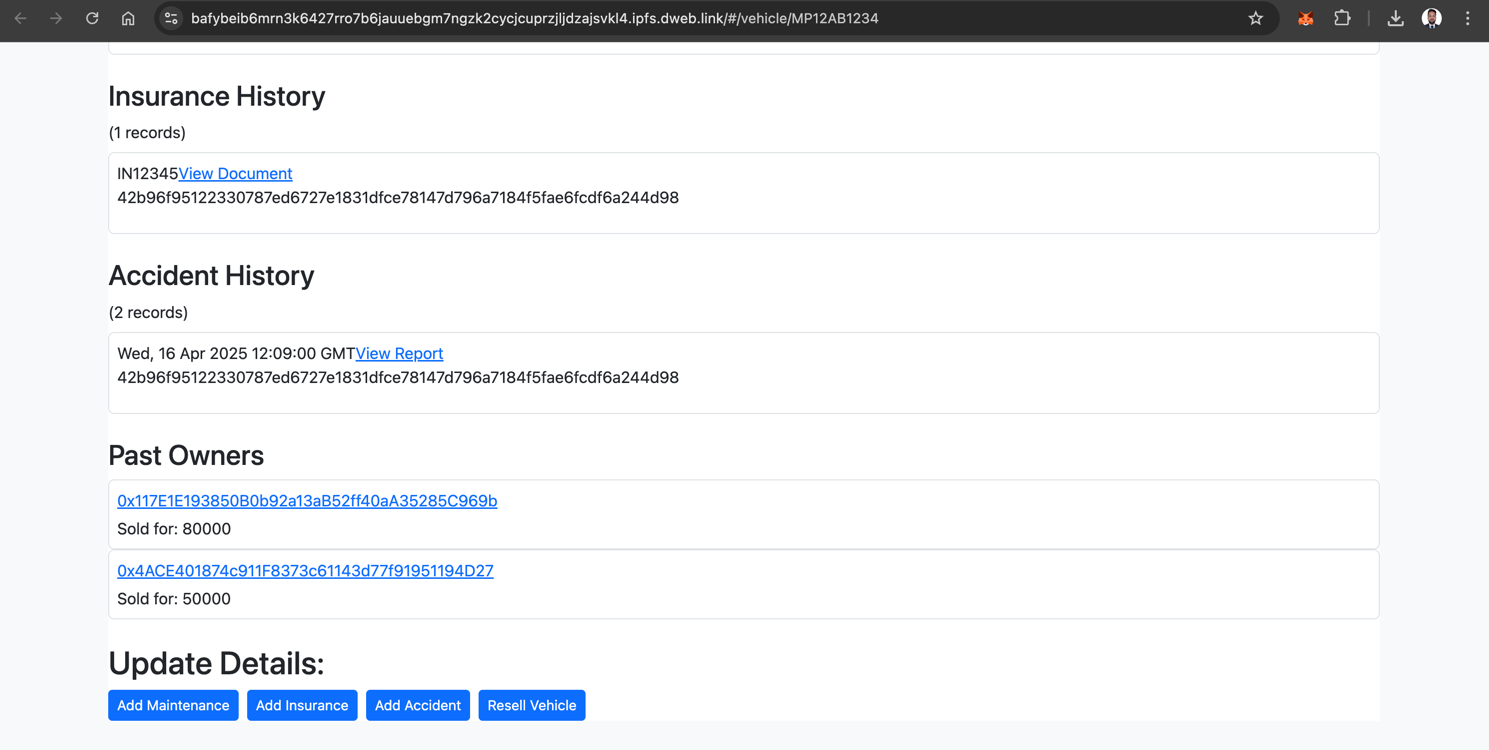 bafybeib6mrn3k6427rro7b6jauuebgm7ngzk2cycjcuprzjljdzajsvkl4.ipfs.dweb.link/#/vehicle/MP12AB1234
Insurance History
(1 records)
IN12345View Document
42b96f95122330787ed6727e1831dfce78147d796a7184f5fae6fcdf6a244d98
Accident History
(2 records)
Wed, 16 Apr 2025 12:09:00 GMTView Report
42b96f95122330787ed6727e1831dfce78147d796a7184f5fae6fcdf6a244d98
Past Owners
0x117E1E193850B0b92a13aB52ff40aA35285C969b
Sold for: 80000
0x4ACE401874c911F8373c61143d77f91951194D27
Sold for: 50000
Update Details:
Add Maintenance Add Insurance Add Accident Resell Vehicle